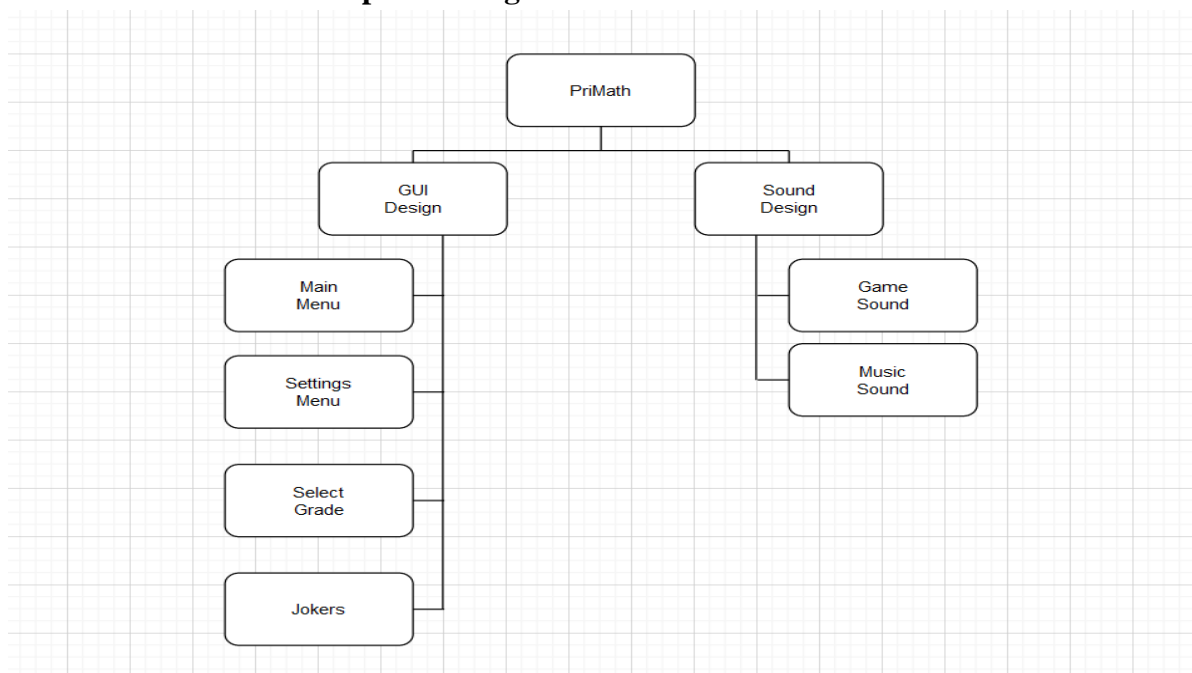 PriMath
GUI
Design
Sound
Design
Main
Menu
Game
Sound
Settings
Menu
Music
Sound
Select
Grade
Jokers